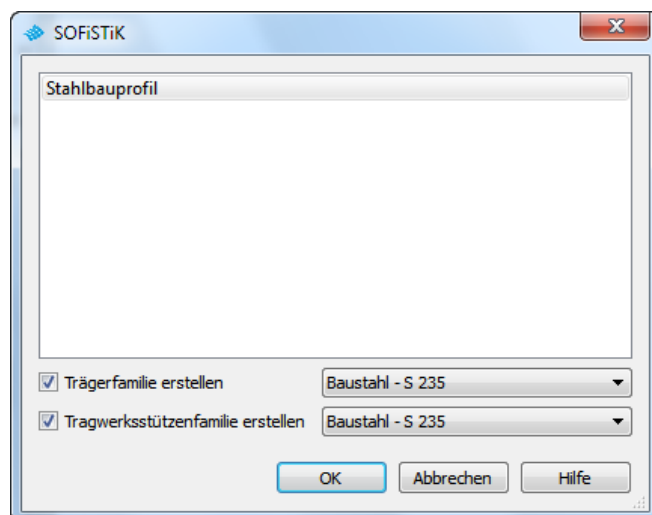 SOFiSTiK
Stahlbauprofil
Trägerfamilie erstellen Baustahl - S 235
Tragwerksstützenfamilie erstellen Baustahl - S 235
OK Abbrechen Hilfe